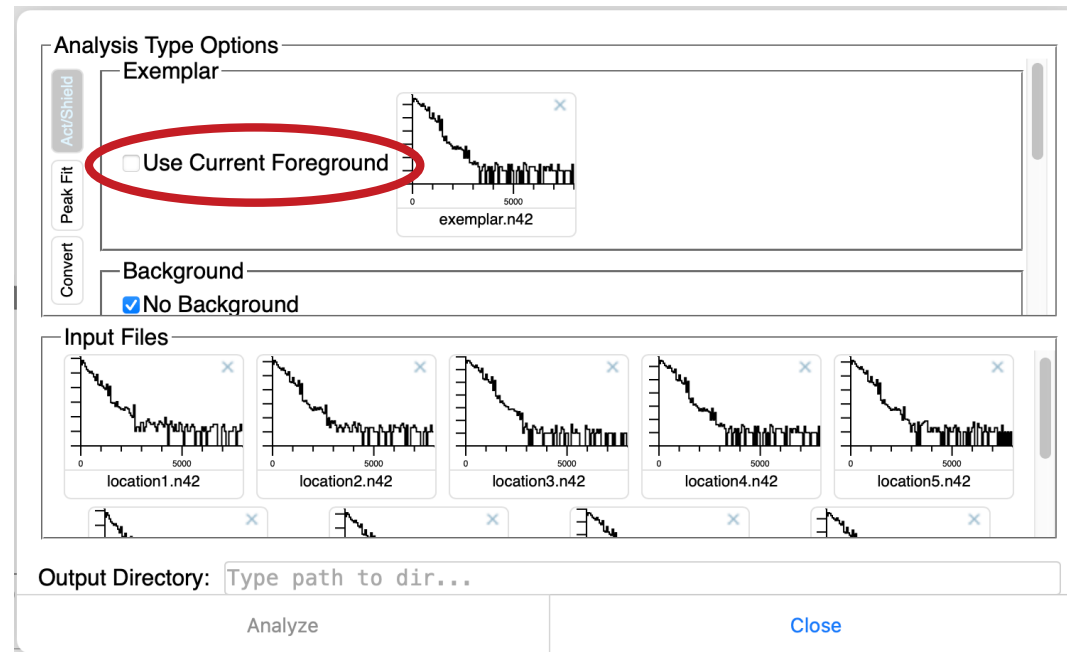 Analysis Type Options
Act/Shield
Peak Fit
Convert
Exemplar
Use Current Foreground
0 5000
exemplar.n42
Background
No Background
Input Files
0 5000
location1.n42
0 5000
location2.n42
0 5000
location3.n42
0 5000
location4.n42
0 5000
location5.n42
Output Directory: Type path to dir...
Analyze Close